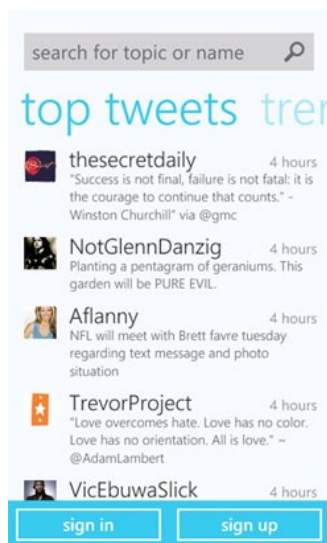 search for topic or name
top tweets tre
thesecretdaily 4 hours
"Success is not final, failure is not fatal: it is
the courage to continue that counts." -
Winston Churchill" via @gmc
NotGlennDanzig 4 hours
Planting a pentagram of geraniums. This
garden will be PURE EVIL.
Aflanny 4 hours
NFL will meet with Brett favre tuesday
regarding text message and photo
situation
TrevorProject 4 hours
"Love overcomes hate. Love has no color.
Love has no orientation. All is love." ~
@AdamLambert
VicEbuwaSlick 4 hours
sign in sign up